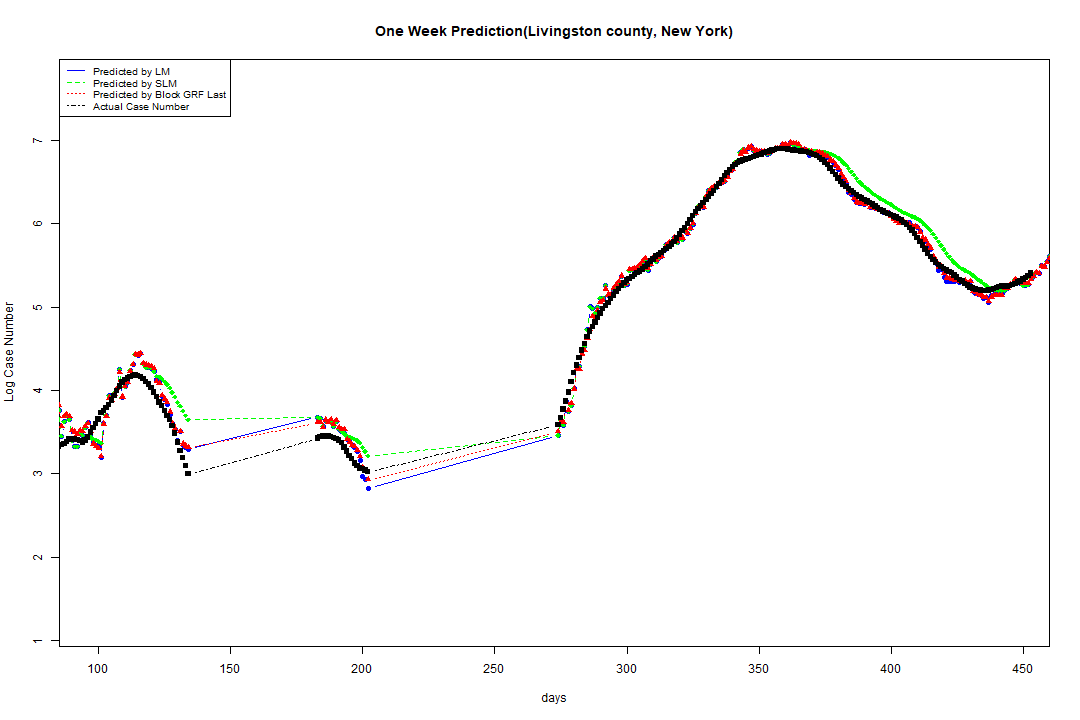 One Week Prediction(Livingston county, New York)
Predicted by LM
Predicted by SLM
Predicted by Block GRF Last
Actual Case Number
7
6
5
4
3
2
1
Log Case Number
100 150 200 250 300 350 400 450
days